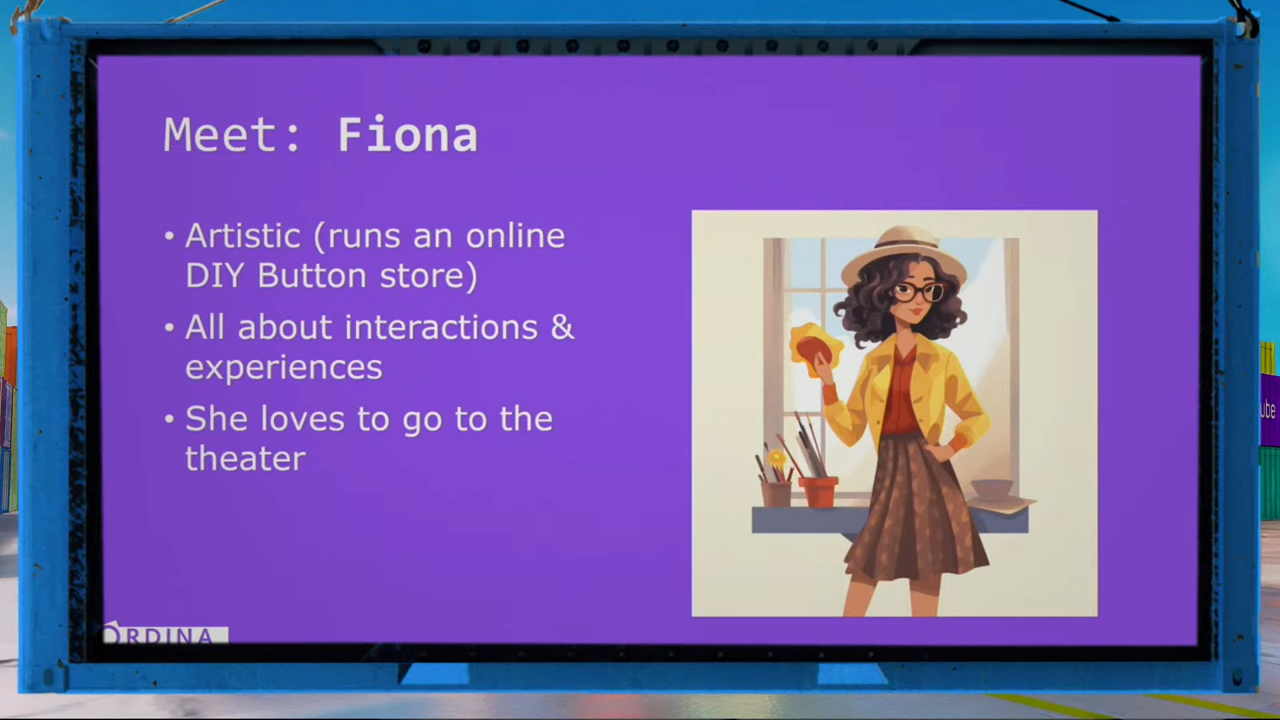 Meet: Fiona
• Artistic (runs an online
DIY Button store)
• All about interactions &
experiences
• She loves to go to the
theater
ORDINA
ube